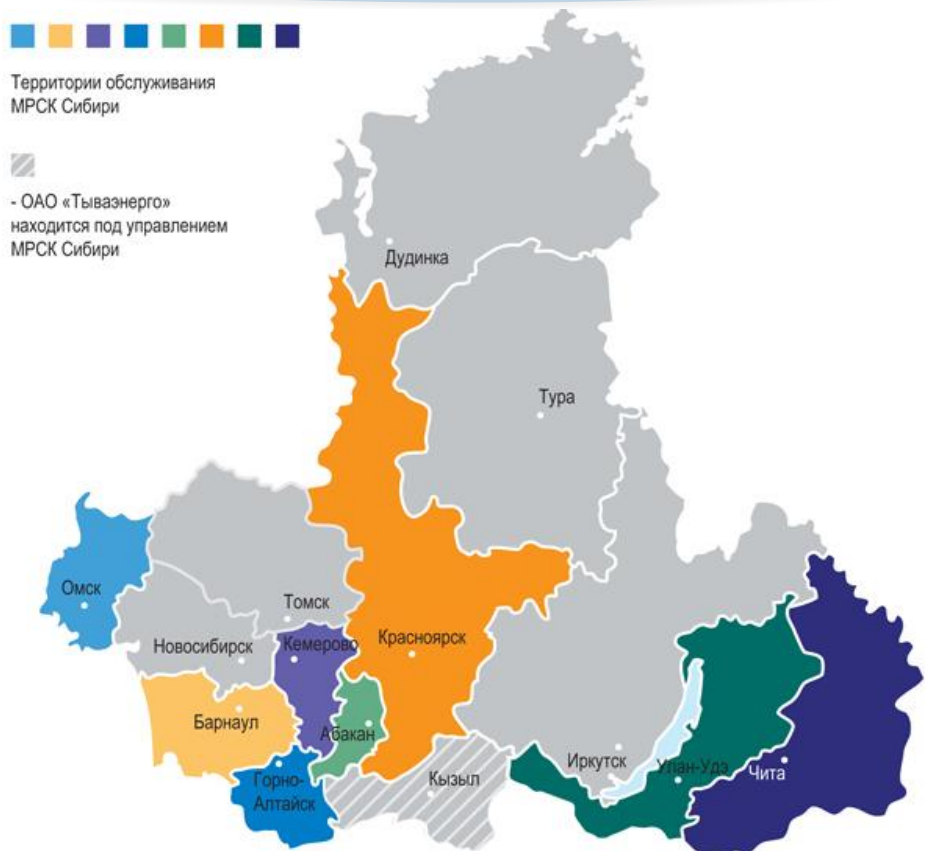 Территории обслуживания
МРСК Сибири
- ОАО «Тываэнерго»
находится под управлением
МРСК Сибири
Дудинка
Тура
Омск
Томск
Новосибирск
Кемерово
Красноярск
Барнаул
Абакан
Горно-
Алтайск
Кызыл
Иркутск
Улан-Удэ
Чита